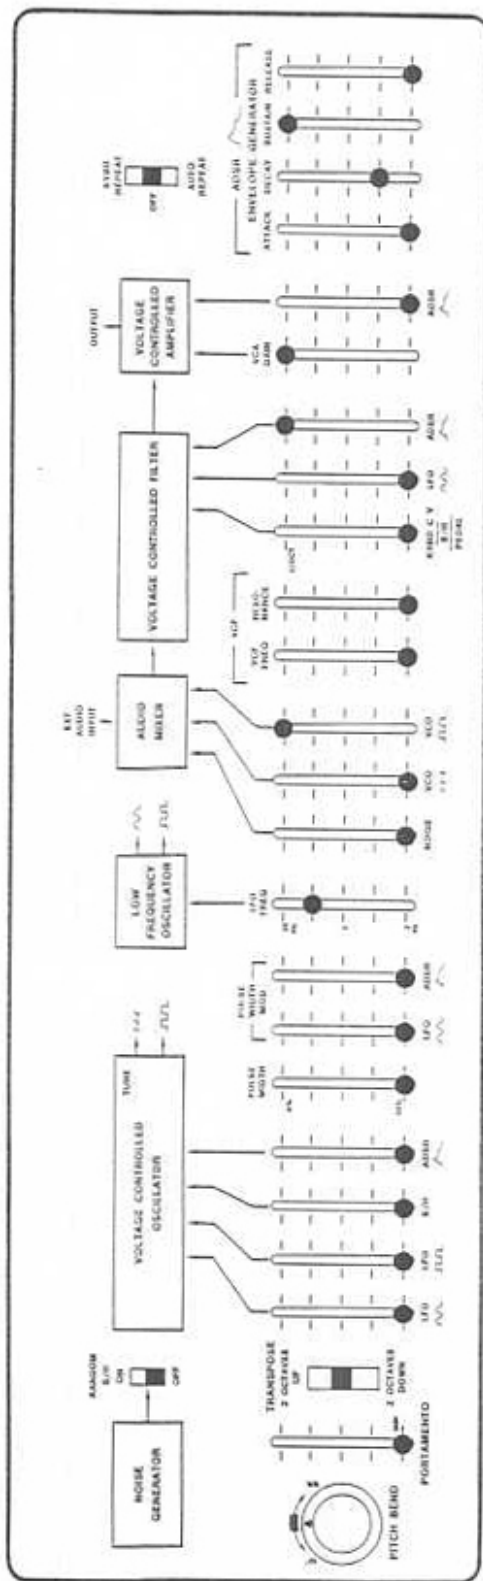 NOISE
GENERATOR
RANDOM
S/H
ON
OFF
PITCH BEND
PORTAMENTO
TRANSPOSE
2 OCTAVES
UP
2 OCTAVES
DOWN
VOLTAGE CONTROLLED
OSCILLATOR
TUNE
LFO
LFO
S/H
ADSR
PULSE
WIDTH
PULSE
WIDTH
MOD
LFO
ADSR
LOW
FREQUENCY
OSCILLATOR
LFO
FREQ
EXT
AUDIO
INPUT
AUDIO
MIXER
NOISE
VCO
VCO
VOLTAGE CONTROLLED FILTER
VCF
VCF
FREQ
RESO-
NANCE
KYBD C V
S/H
PEDAL
LFO
ADSR
OUTPUT
VOLTAGE
CONTROLLED
AMPLIFIER
VCA
GAIN
ADSR
KYBD
REPEAT
OFF
AUTO
REPEAT
ADSR
ENVELOPE GENERATOR
ATTACK
DECAY
SUSTAIN
RELEASE